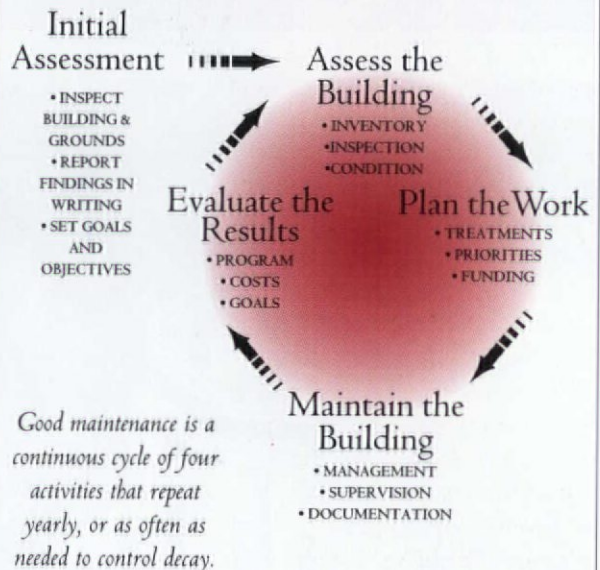 Initial
Assessment
• INSPECT
BUILDING &
GROUNDS
• REPORT
FINDINGS IN
WRITING
• SET GOALS
AND
OBJECTIVES
Assess the
Building
• INVENTORY
•INSPECTION
•CONDITION
Plan the Work
• TREATMENTS
• PRIORITIES
• FUNDING
Maintain the
Building
• MANAGEMENT
• SUPERVISION
• DOCUMENTATION
Evaluate the
Results
• PROGRAM
• COSTS
• GOALS
Good maintenance is a
continuous cycle of four
activities that repeat
yearly, or as often as
needed to control decay.